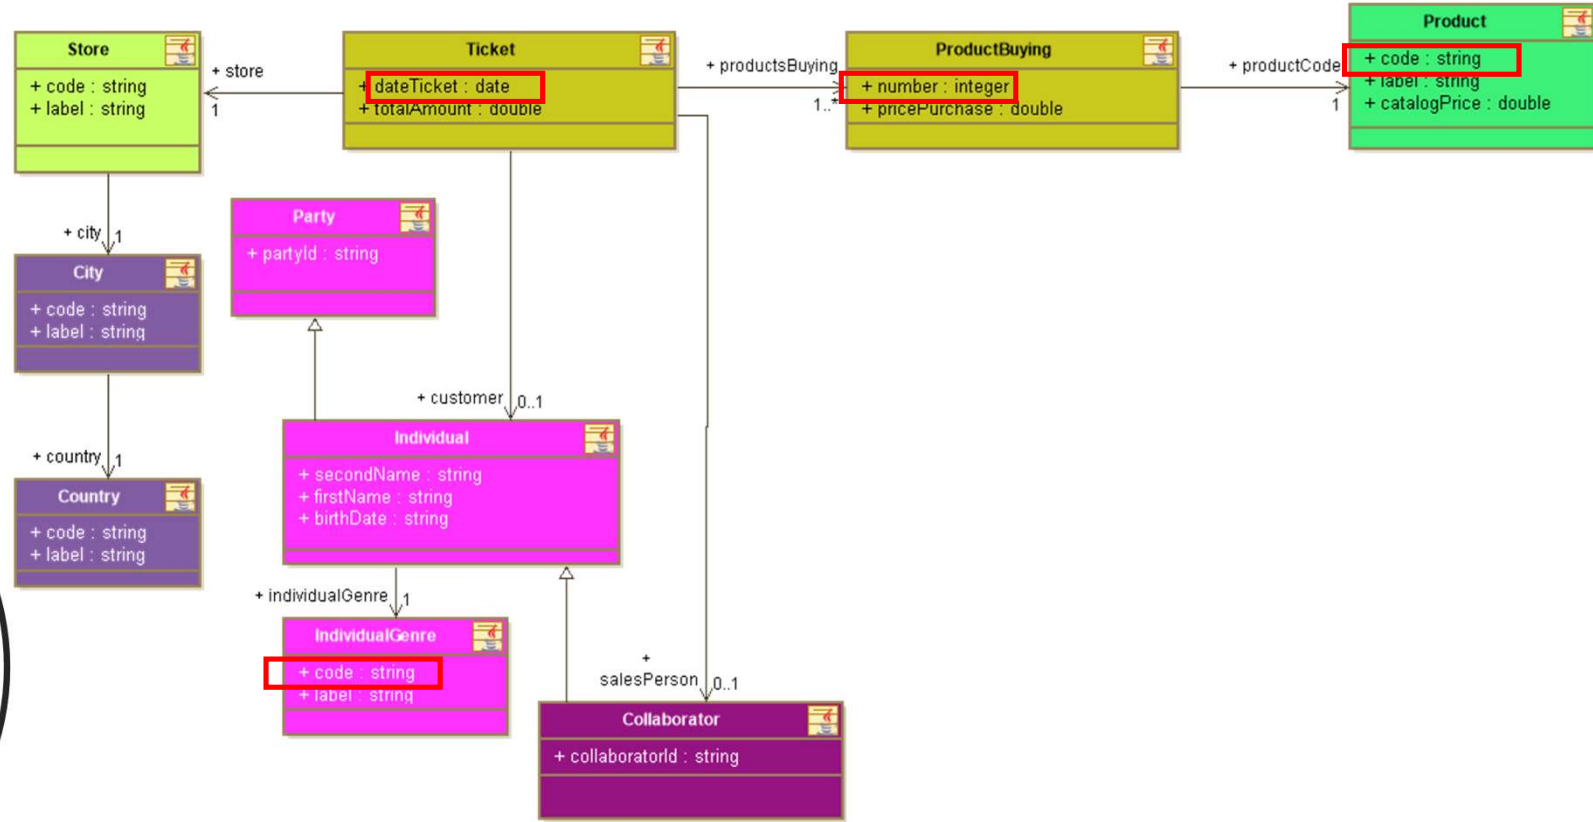 Store
+ code : string
+ label : string
+ store
1
Ticket
+ dateTicket : date
+ totalAmount : double
+ productsBuying
1..*
ProductBuying
+ number : integer
+ pricePurchase : double
+ productCode
1
Product
+ code : string
+ label : string
+ catalogPrice : double
+ city
1
City
+ code : string
+ label : string
Party
+ partyId : string
+ country
1
Country
+ code : string
+ label : string
+ customer
0..1
Individual
+ secondName : string
+ firstName : string
+ birthDate : string
+ individualGenre
1
IndividualGenre
+ code : string
+ label : string
+
salesPerson
0..1
Collaborator
+ collaboratorId : string